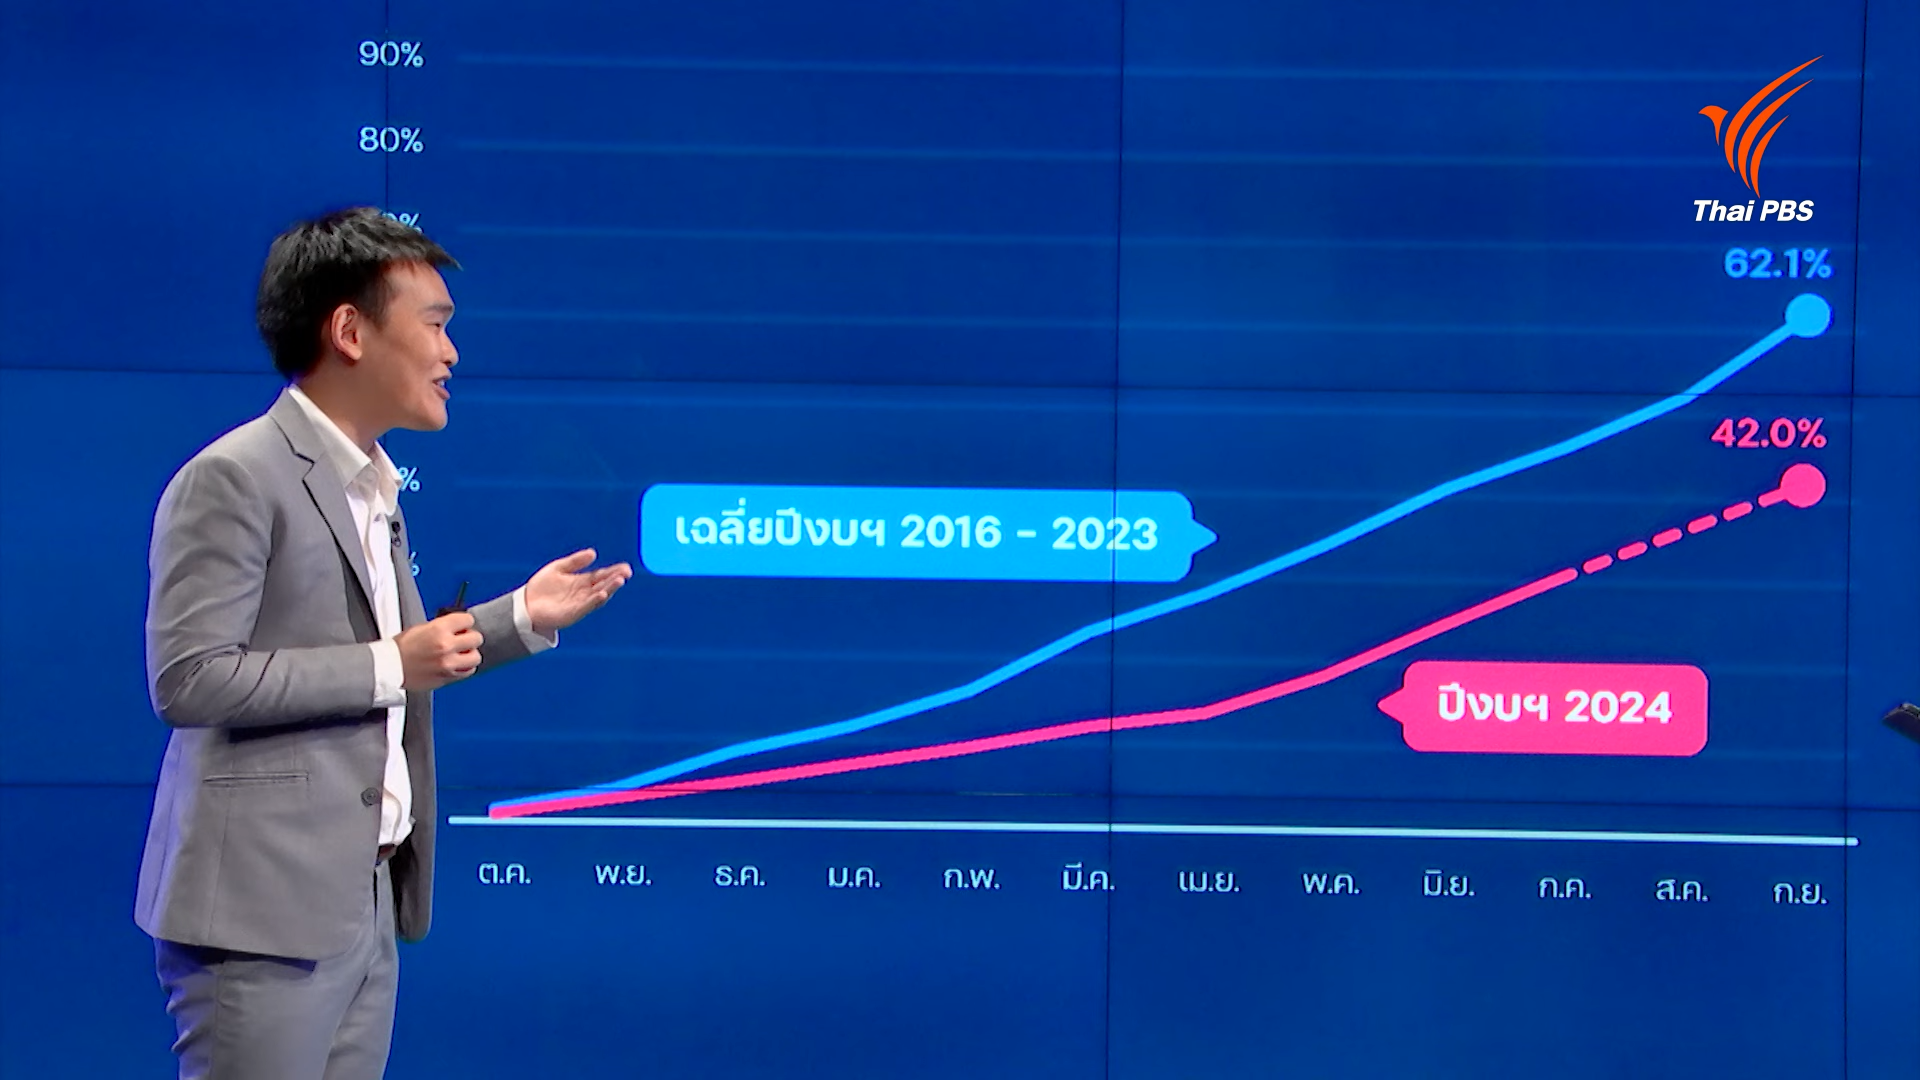 90%
80%
%
Thai PBS
62.1%
42.0%
%
เฉลี่ยปีงบฯ 2016 - 2023
%
ปีงบฯ 2024
ต.ค. พ.ย. ธ.ค. ม.ค. ก.พ. มี.ค. เม.ย. พ.ค. มิ.ย. ก.ค. ส.ค. ก.ย.